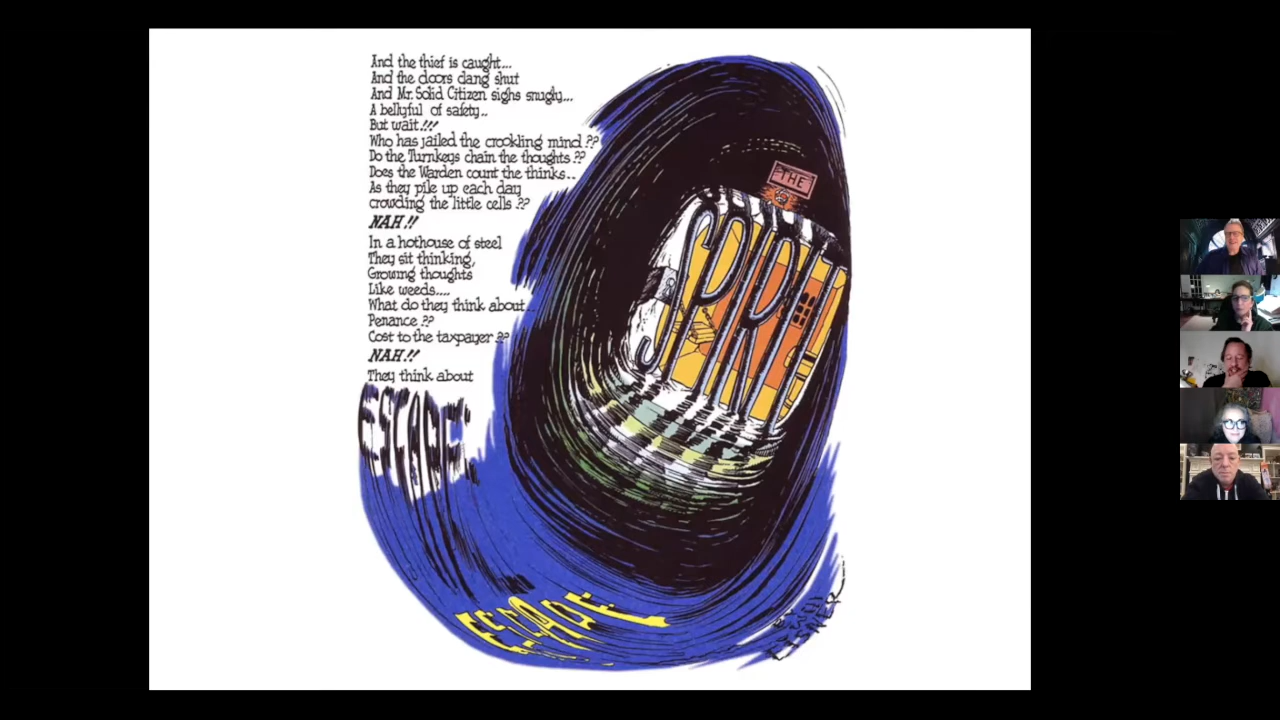 And the thief is caught...
And the doors clang shut
And Mr. Solid Citizen sighs snugly...
A bellyful of safety..
But wait!!!
Who has jailed the crookling mind??
Do the Turnkeys chain the thoughts??
Does the Warden count the thinks..
As they pile up each day
crowding the little cells??
NAH!!
In a hothouse of steel
They sit thinking,
Growing thoughts
Like weeds....
What do they think about..
Penance??
Cost to the taxpayer??
NAH!!
They think about
ESCAPE!
THE
SPIRIT
ESCAPE
BY
WILL
EISNER